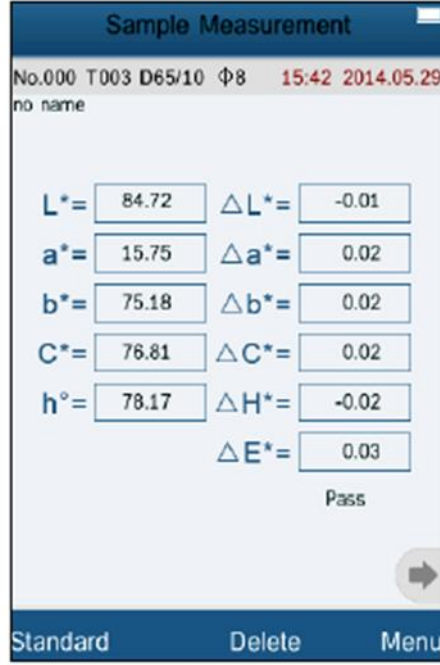 Sample Measurement
No.000 T003 D65/10 Φ8 15:42 2014.05.29
no name
L*= 84.72 △L*= -0.01
a*= 15.75 △a*= 0.02
b*= 75.18 △b*= 0.02
C*= 76.81 △C*= 0.02
h°= 78.17 △H*= -0.02
△E*= 0.03
Pass
Standard Delete Menu